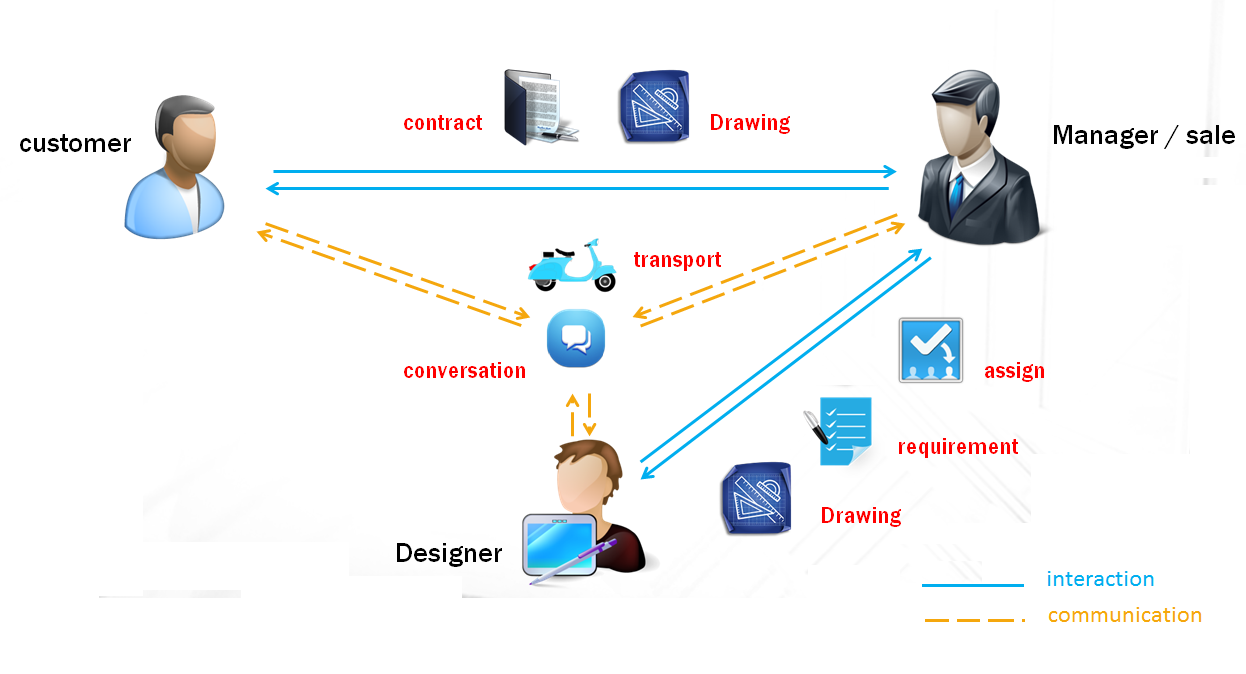 contract
Drawing
customer
Manager / sale
transport
conversation
assign
requirement
Drawing
Designer
interaction
communication